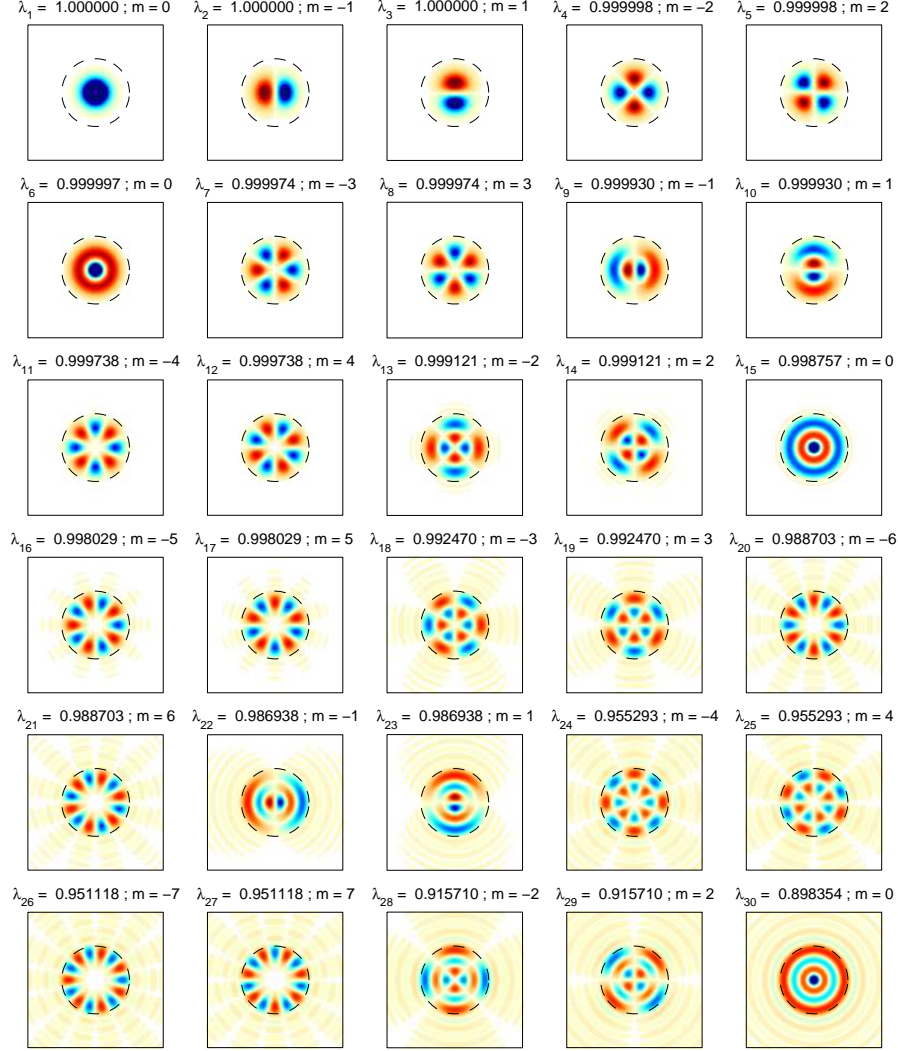 λ1 = 1.000000 ; m = 0
λ2 = 1.000000 ; m = −1
λ3 = 1.000000 ; m = 1
λ4 = 0.999998 ; m = −2
λ5 = 0.999998 ; m = 2
λ6 = 0.999997 ; m = 0
λ7 = 0.999974 ; m = −3
λ8 = 0.999974 ; m = 3
λ9 = 0.999930 ; m = −1
λ10 = 0.999930 ; m = 1
λ11 = 0.999738 ; m = −4
λ12 = 0.999738 ; m = 4
λ13 = 0.999121 ; m = −2
λ14 = 0.999121 ; m = 2
λ15 = 0.998757 ; m = 0
λ16 = 0.998029 ; m = −5
λ17 = 0.998029 ; m = 5
λ18 = 0.992470 ; m = −3
λ19 = 0.992470 ; m = 3
λ20 = 0.988703 ; m = −6
λ21 = 0.988703 ; m = 6
λ22 = 0.986938 ; m = −1
λ23 = 0.986938 ; m = 1
λ24 = 0.955293 ; m = −4
λ25 = 0.955293 ; m = 4
λ26 = 0.951118 ; m = −7
λ27 = 0.951118 ; m = 7
λ28 = 0.915710 ; m = −2
λ29 = 0.915710 ; m = 2
λ30 = 0.898354 ; m = 0